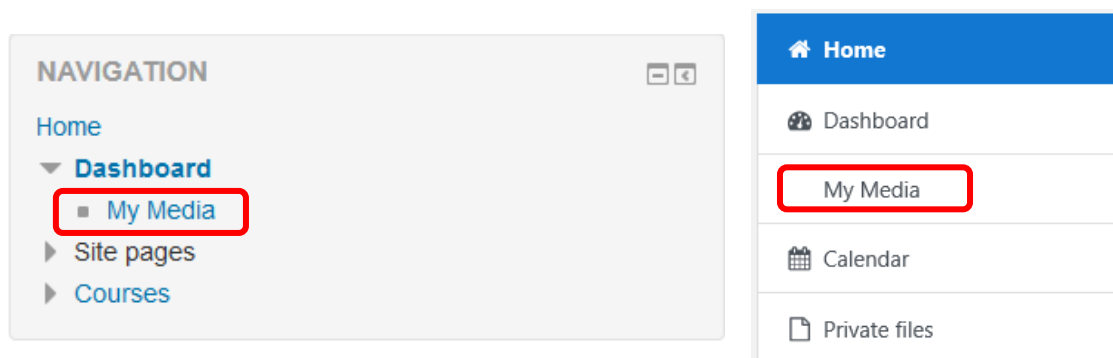 NAVIGATION
Home
Dashboard
My Media
Site pages
Courses
Home
Dashboard
My Media
Calendar
Private files